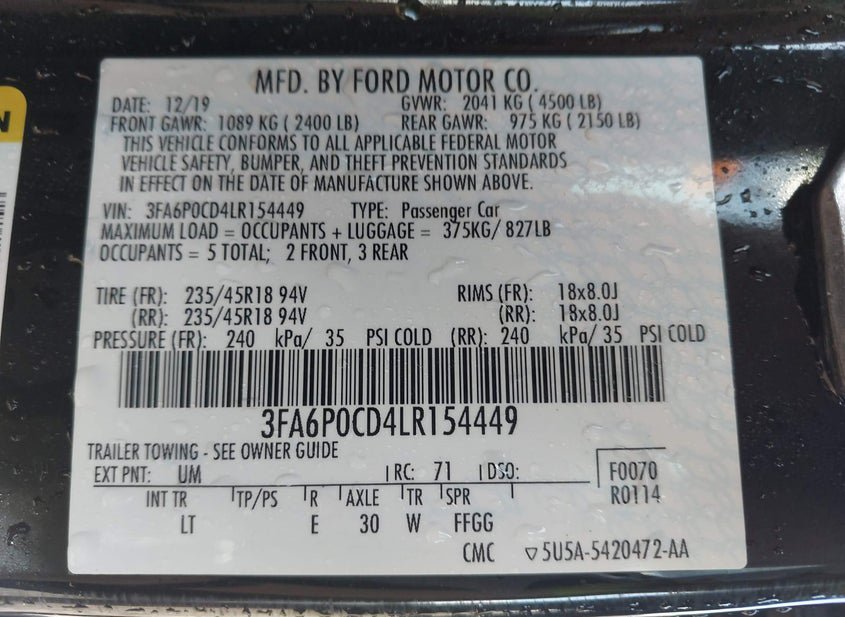 MFD. BY FORD MOTOR CO.
DATE: 12/19 GVWR: 2041 KG ( 4500 LB)
FRONT GAWR: 1089 KG ( 2400 LB) REAR GAWR: 975 KG ( 2150 LB)
THIS VEHICLE CONFORMS TO ALL APPLICABLE FEDERAL MOTOR
VEHICLE SAFETY, BUMPER, AND THEFT PREVENTION STANDARDS
IN EFFECT ON THE DATE OF MANUFACTURE SHOWN ABOVE.
VIN: 3FA6P0CD4LR154449 TYPE: Passenger Car
MAXIMUM LOAD = OCCUPANTS + LUGGAGE = 375KG/ 827LB
OCCUPANTS = 5 TOTAL; 2 FRONT, 3 REAR
TIRE (FR): 235/45R18 94V RIMS (FR): 18x8.0J
(RR): 235/45R18 94V (RR): 18x8.0J
PRESSURE (FR): 240 kPa/ 35 PSI COLD (RR): 240 kPa/ 35 PSI COLD
3FA6P0CD4LR154449
TRAILER TOWING - SEE OWNER GUIDE
EXT PNT: UM RC: 71 DSO: F0070
INT TR TP/PS R AXLE TR SPR R0114
LT E 30 W FFGG
CMC ▽5U5A-5420472-AA